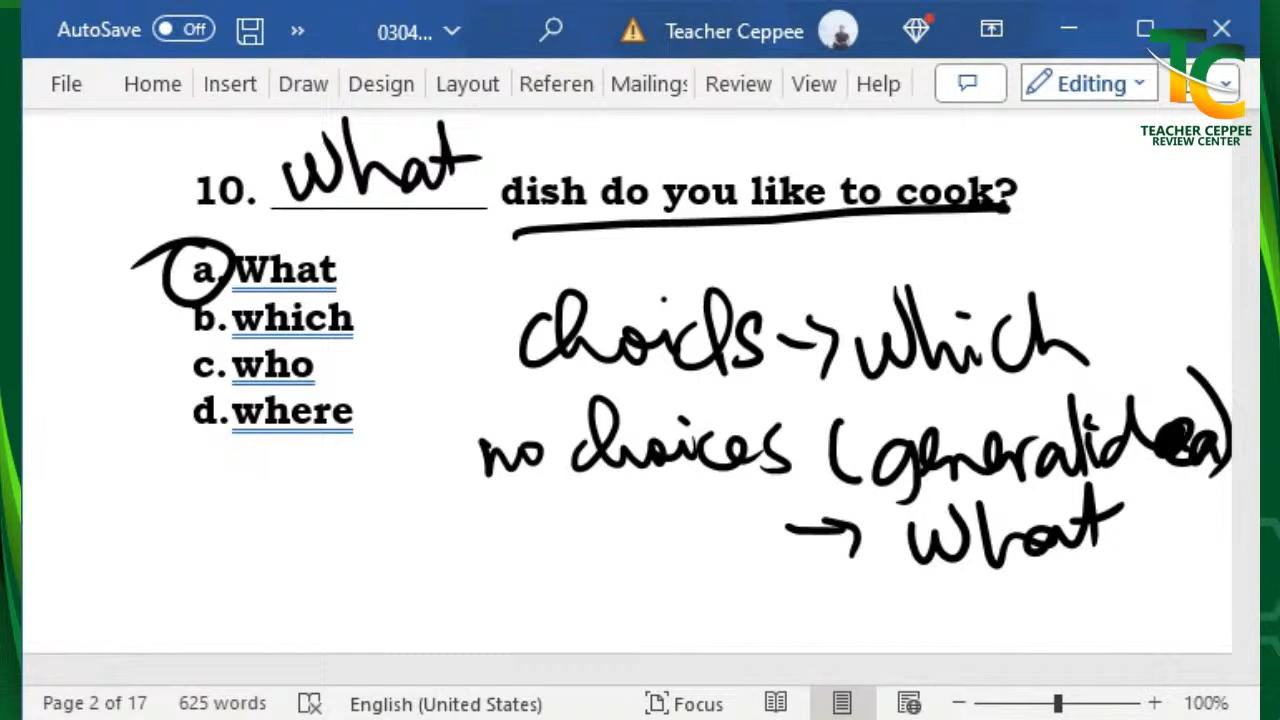 AutoSave Off 0304... Teacher Ceppee
File Home Insert Draw Design Layout Referen Mailings Review View Help Editing
TC
TEACHER CEPPEE
REVIEW CENTER
10. What dish do you like to cook?
a. What
b. which
c. who
d. where
choices → which
no choices (general idea)
→ what
Page 2 of 17 625 words English (United States) Focus 100%